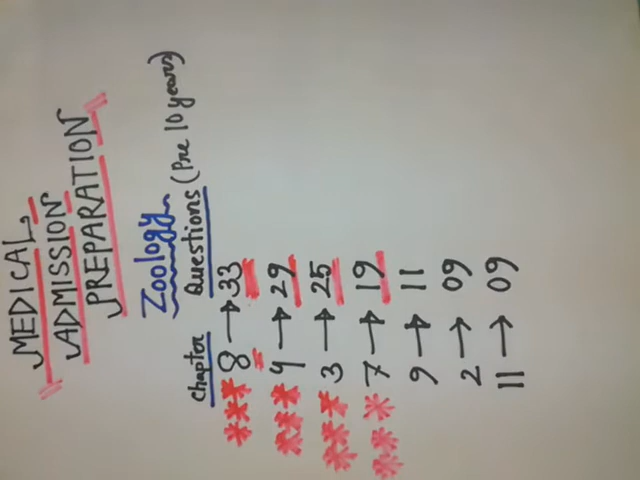 "MEDICAL
ADMISSION
PREPARATION"
Zoology
Chapter Questions (Pre 10 years)
*** 8 → 33
*** 4 → 29
*** 3 → 25
*** 7 → 19
9 → 11
2 → 09
11 → 09